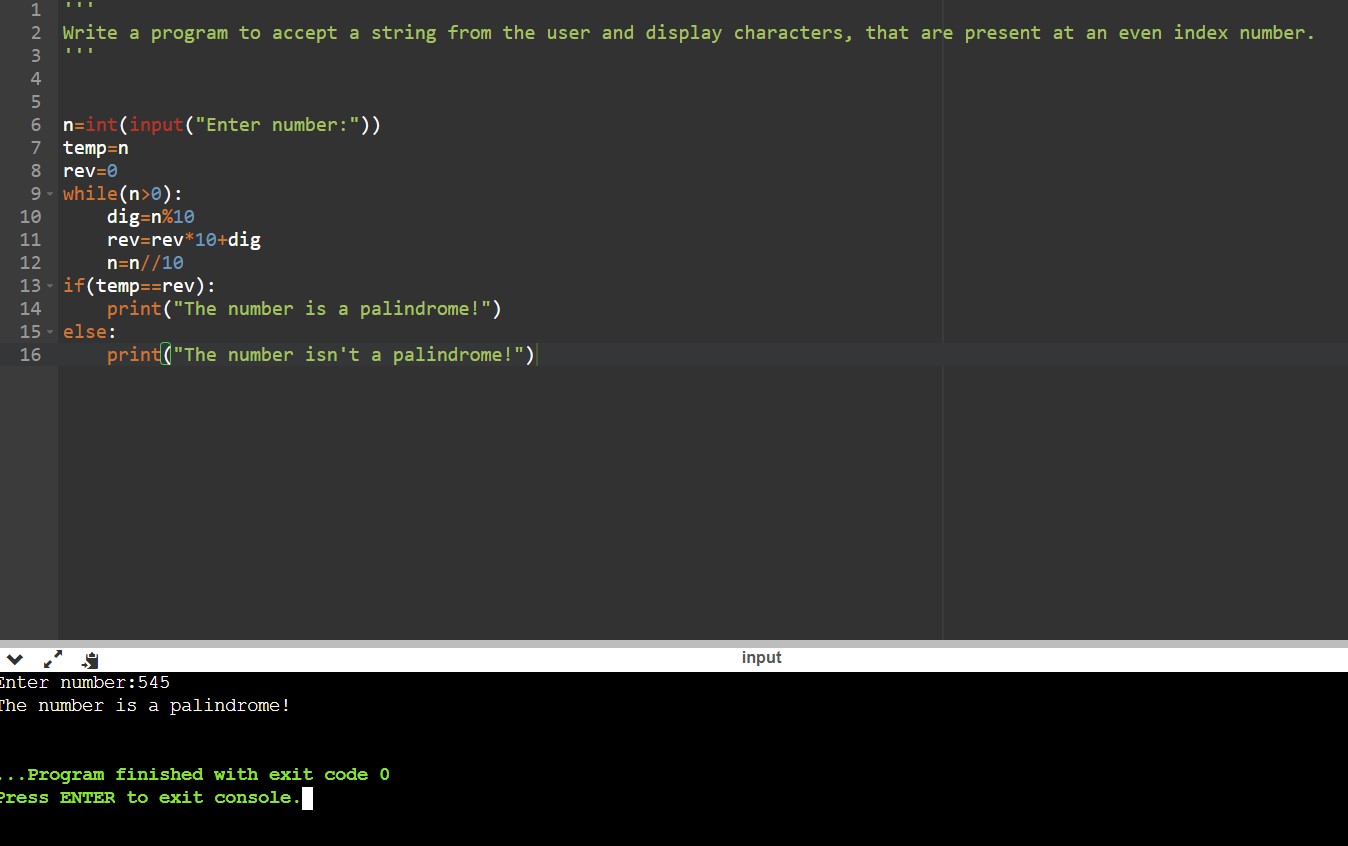 1 '''
2 Write a program to accept a string from the user and display characters, that are present at an even index number.
3 '''
4
5
6 n=int(input("Enter number:"))
7 temp=n
8 rev=0
9 while(n>0):
10     dig=n%10
11     rev=rev*10+dig
12     n=n//10
13 if(temp==rev):
14     print("The number is a palindrome!")
15 else:
16     print("The number isn't a palindrome!")
input
Enter number:545
The number is a palindrome!
...Program finished with exit code 0
Press ENTER to exit console.